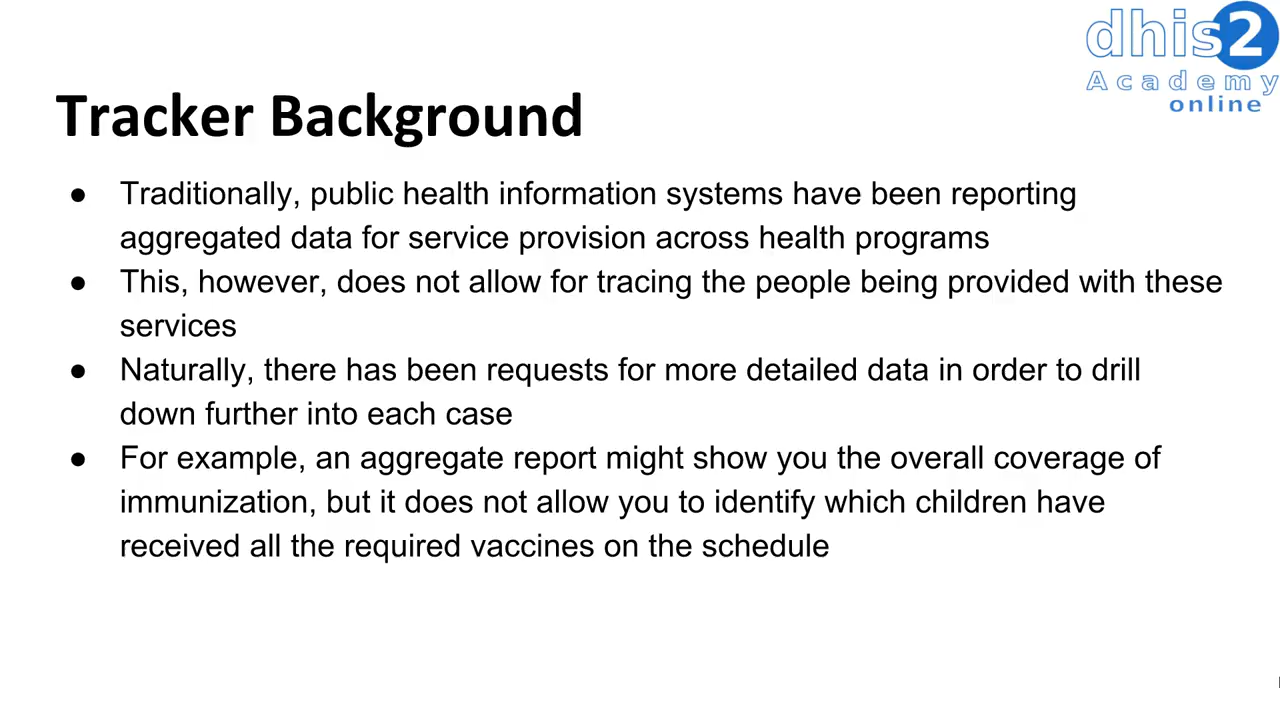 dhis2
Academy
online
Tracker Background
● Traditionally, public health information systems have been reporting
aggregated data for service provision across health programs
● This, however, does not allow for tracing the people being provided with these
services
● Naturally, there has been requests for more detailed data in order to drill
down further into each case
● For example, an aggregate report might show you the overall coverage of
immunization, but it does not allow you to identify which children have
received all the required vaccines on the schedule